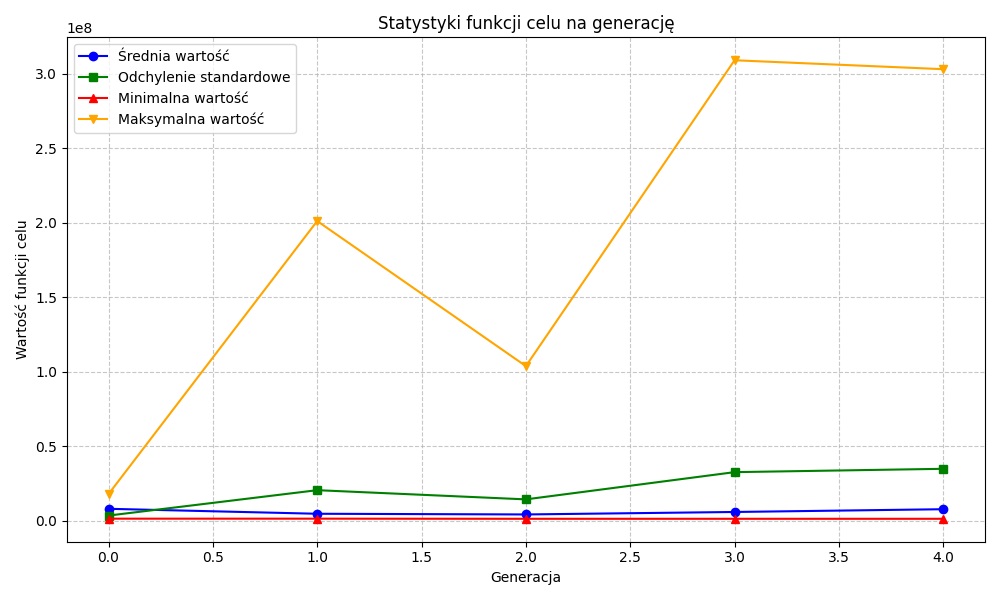 Statystyki funkcji celu na generację
1e8
Średnia wartość
Odchylenie standardowe
Minimalna wartość
Maksymalna wartość
3.0
2.5
2.0
1.5
1.0
0.5
0.0
Wartość funkcji celu
0.0 0.5 1.0 1.5 2.0 2.5 3.0 3.5 4.0
Generacja